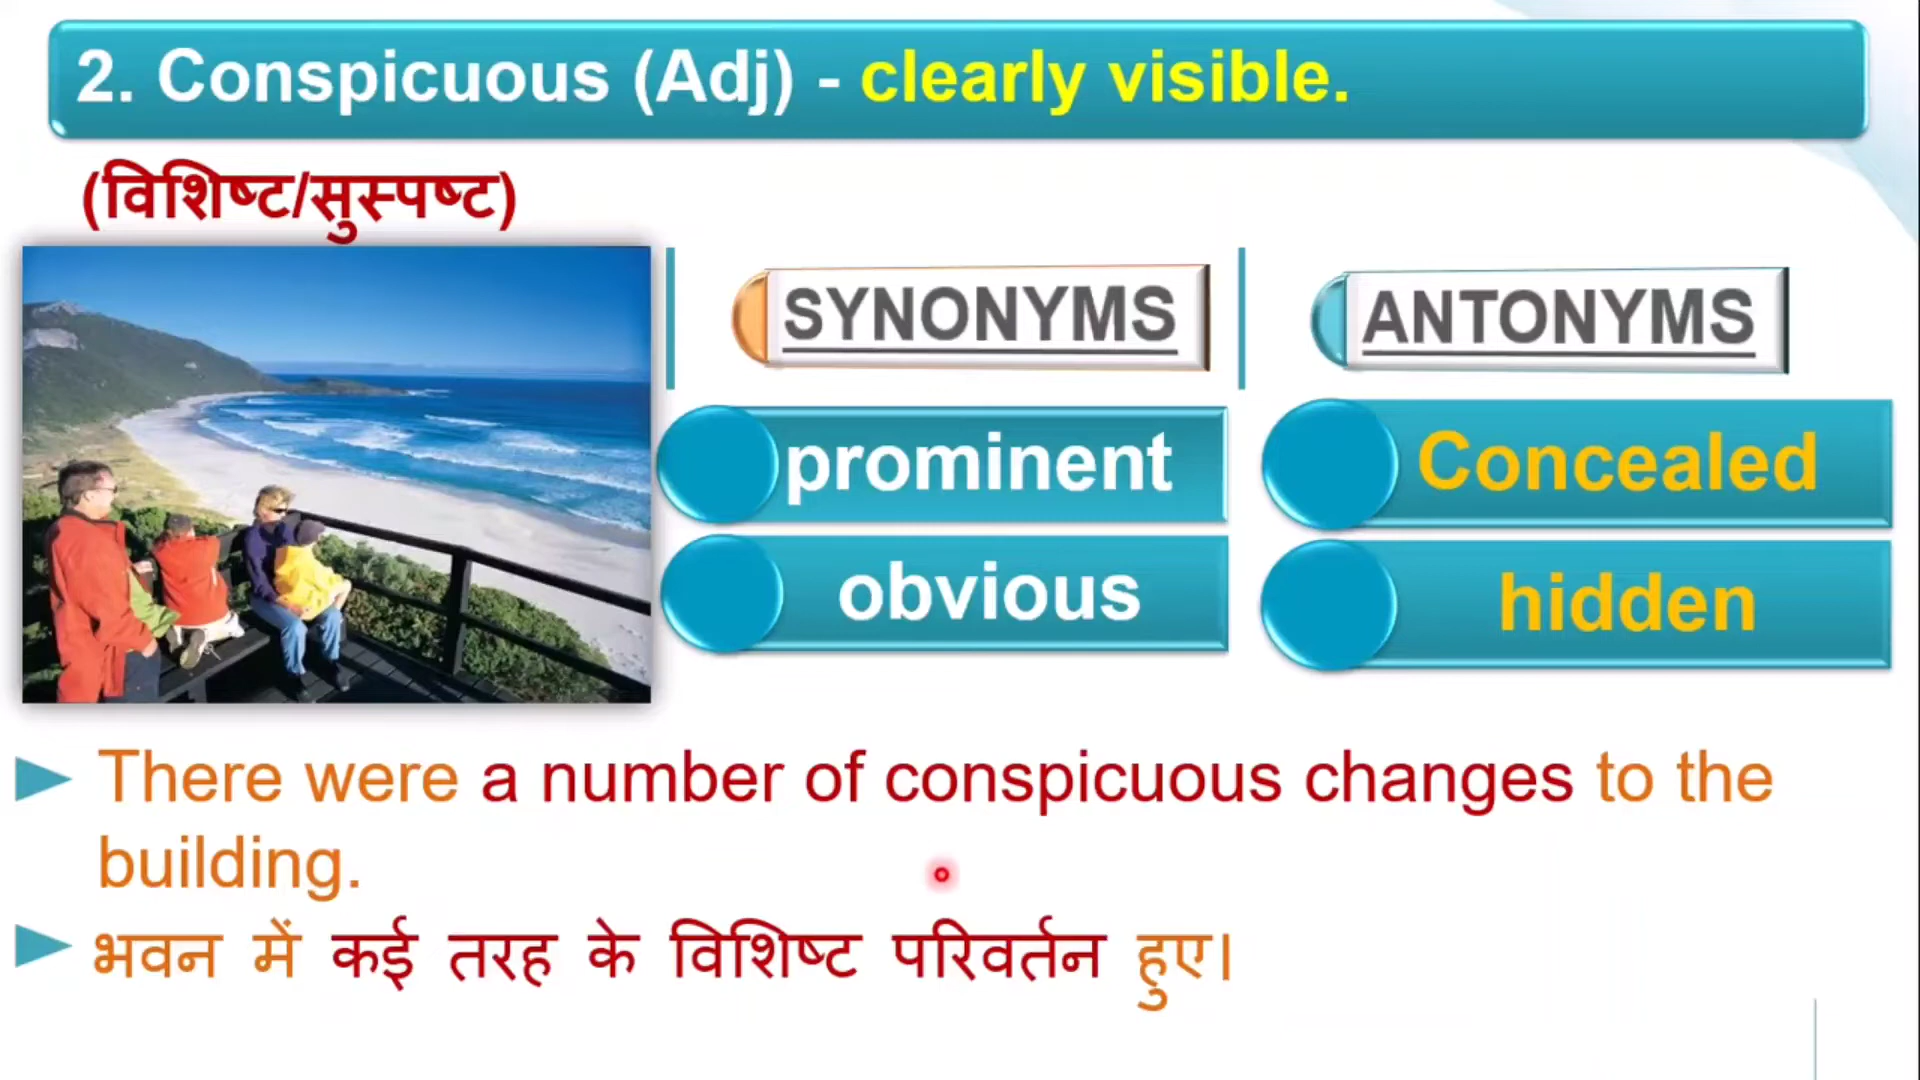 2. Conspicuous (Adj) - clearly visible.
(विशिष्ट/सुस्पष्ट)
SYNONYMS
prominent
obvious
ANTONYMS
Concealed
hidden
There were a number of conspicuous changes to the
building.
भवन में कई तरह के विशिष्ट परिवर्तन हुए।